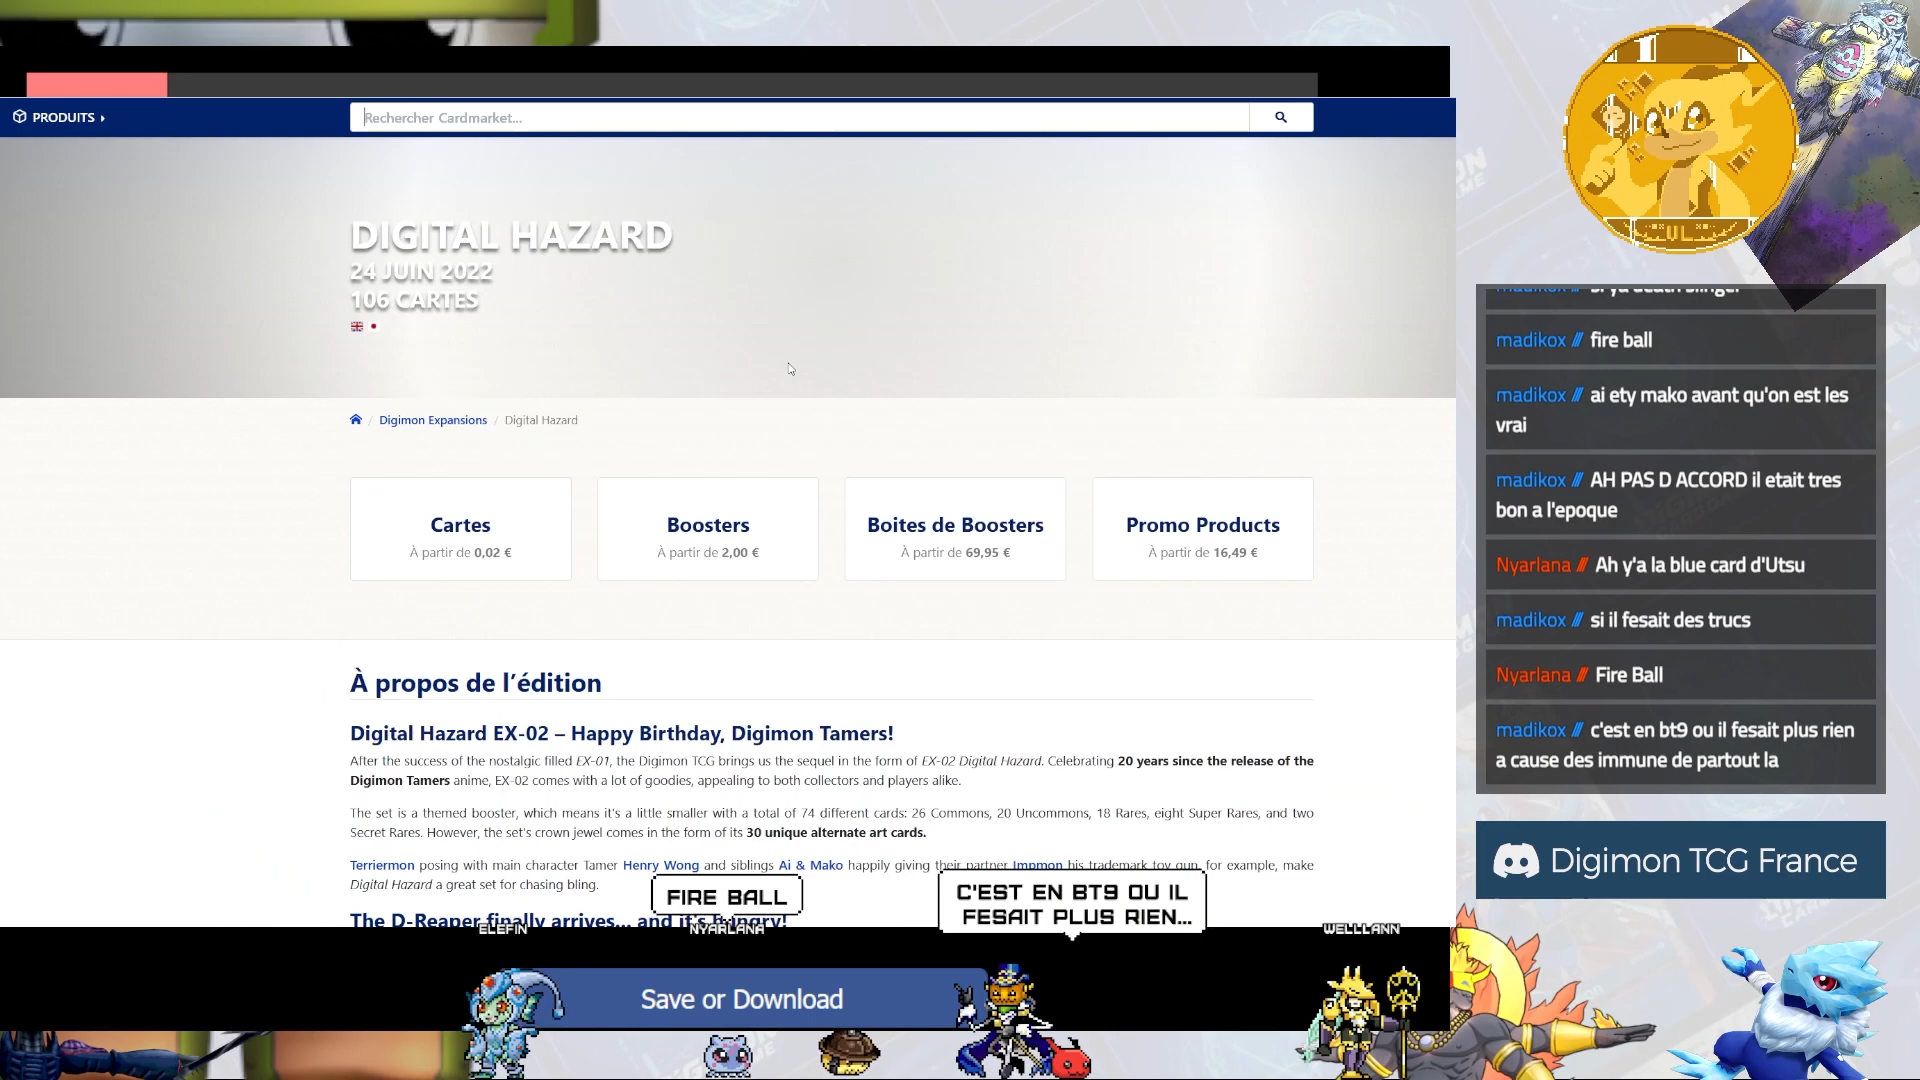 PRODUITS
Rechercher Cardmarket...
DIGITAL HAZARD
24 JUIN 2022
106 CARTES
/ Digimon Expansions / Digital Hazard
Cartes
À partir de 0,02 €
Boosters
À partir de 2,00 €
Boites de Boosters
À partir de 69,95 €
Promo Products
À partir de 16,49 €
À propos de l’édition
Digital Hazard EX-02 – Happy Birthday, Digimon Tamers!
After the success of the nostalgic filled EX-01, the Digimon TCG brings us the sequel in the form of EX-02 Digital Hazard. Celebrating 20 years since the release of the
Digimon Tamers anime, EX-02 comes with a lot of goodies, appealing to both collectors and players alike.
The set is a themed booster, which means it's a little smaller with a total of 74 different cards: 26 Commons, 20 Uncommons, 18 Rares, eight Super Rares, and two
Secret Rares. However, the set's crown jewel comes in the form of its 30 unique alternate art cards.
Terriermon posing with main character Tamer Henry Wong and siblings Ai & Mako happily giving their partner Impmon his trademark toy gun, for example, make
Digital Hazard a great set for chasing bling.
The D-Reaper finally arrives... and it's hungry!
FIRE BALL
C'EST EN BT9 OU IL
FESAIT PLUS RIEN...
ELEFIN
NYARLANA
WELLLANN
Save or Download
1
madikox /// si ya death slinger
madikox /// fire ball
madikox /// ai ety mako avant qu'on est les
vrai
madikox /// AH PAS D ACCORD il etait tres
bon a l'epoque
Nyarlana /// Ah y'a la blue card d'Utsu
madikox /// si il fesait des trucs
Nyarlana /// Fire Ball
madikox /// c'est en bt9 ou il fesait plus rien
a cause des immune de partout la
Digimon TCG France